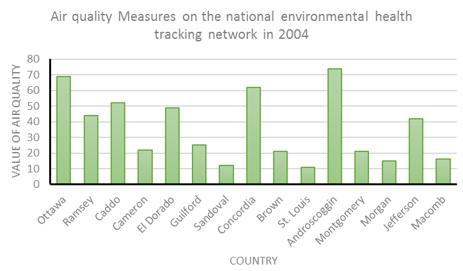 Air quality Measures on the national environmental health
tracking network in 2004
VALUE OF AIR QUALITY
80
70
60
50
40
30
20
10
0
Ottawa
Ramsey
Caddo
Cameron
El Dorado
Guilford
Sandoval
Concordia
Brown
St. Louis
Androscoggin
Montgomery
Morgan
Jefferson
Macomb
COUNTRY